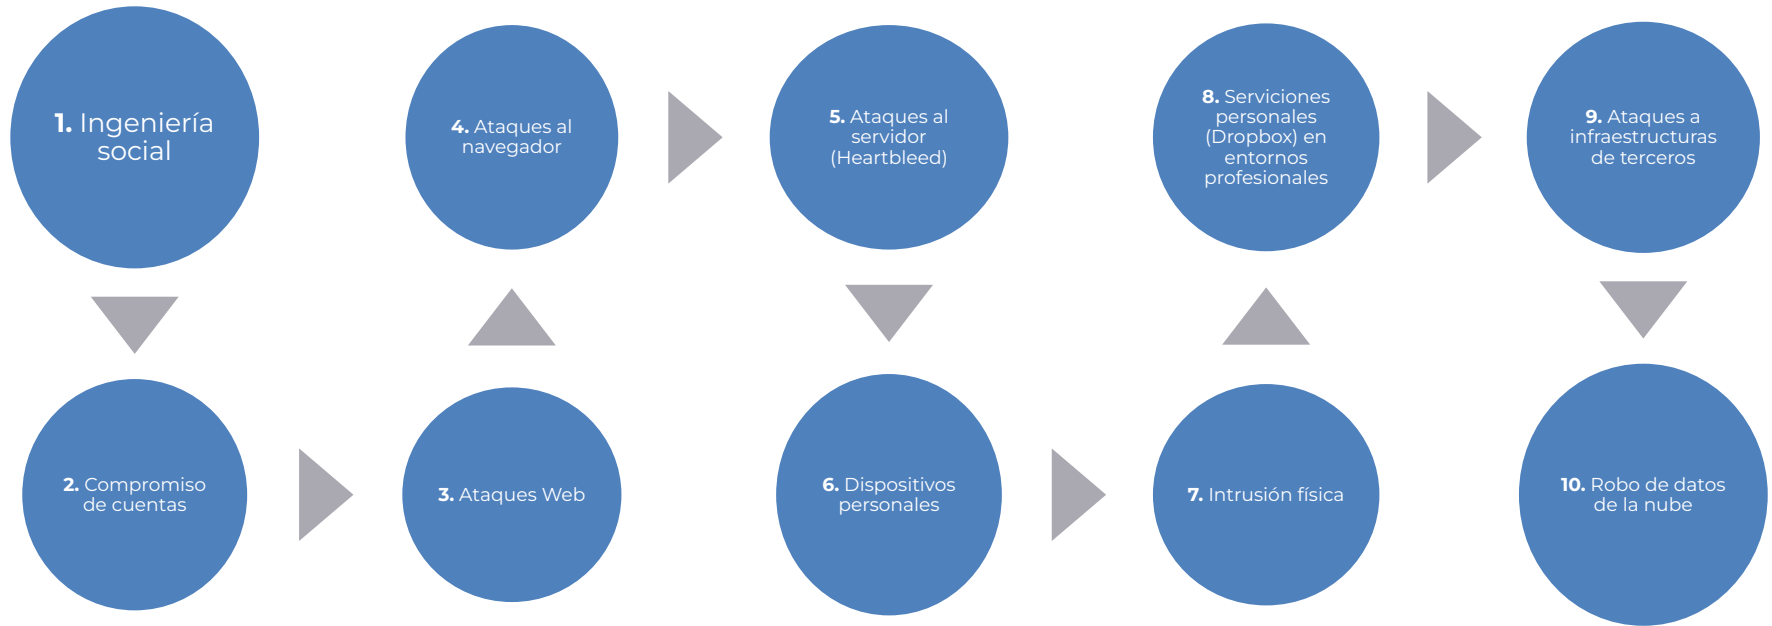 1. Ingeniería
social
2. Compromiso
de cuentas
3. Ataques Web
4. Ataques al
navegador
5. Ataques al
servidor
(Heartbleed)
6. Dispositivos
personales
7. Intrusión física
8. Serviciones
personales
(Dropbox) en
entornos
profesionales
9. Ataques a
infraestructuras
de terceros
10. Robo de datos
de la nube